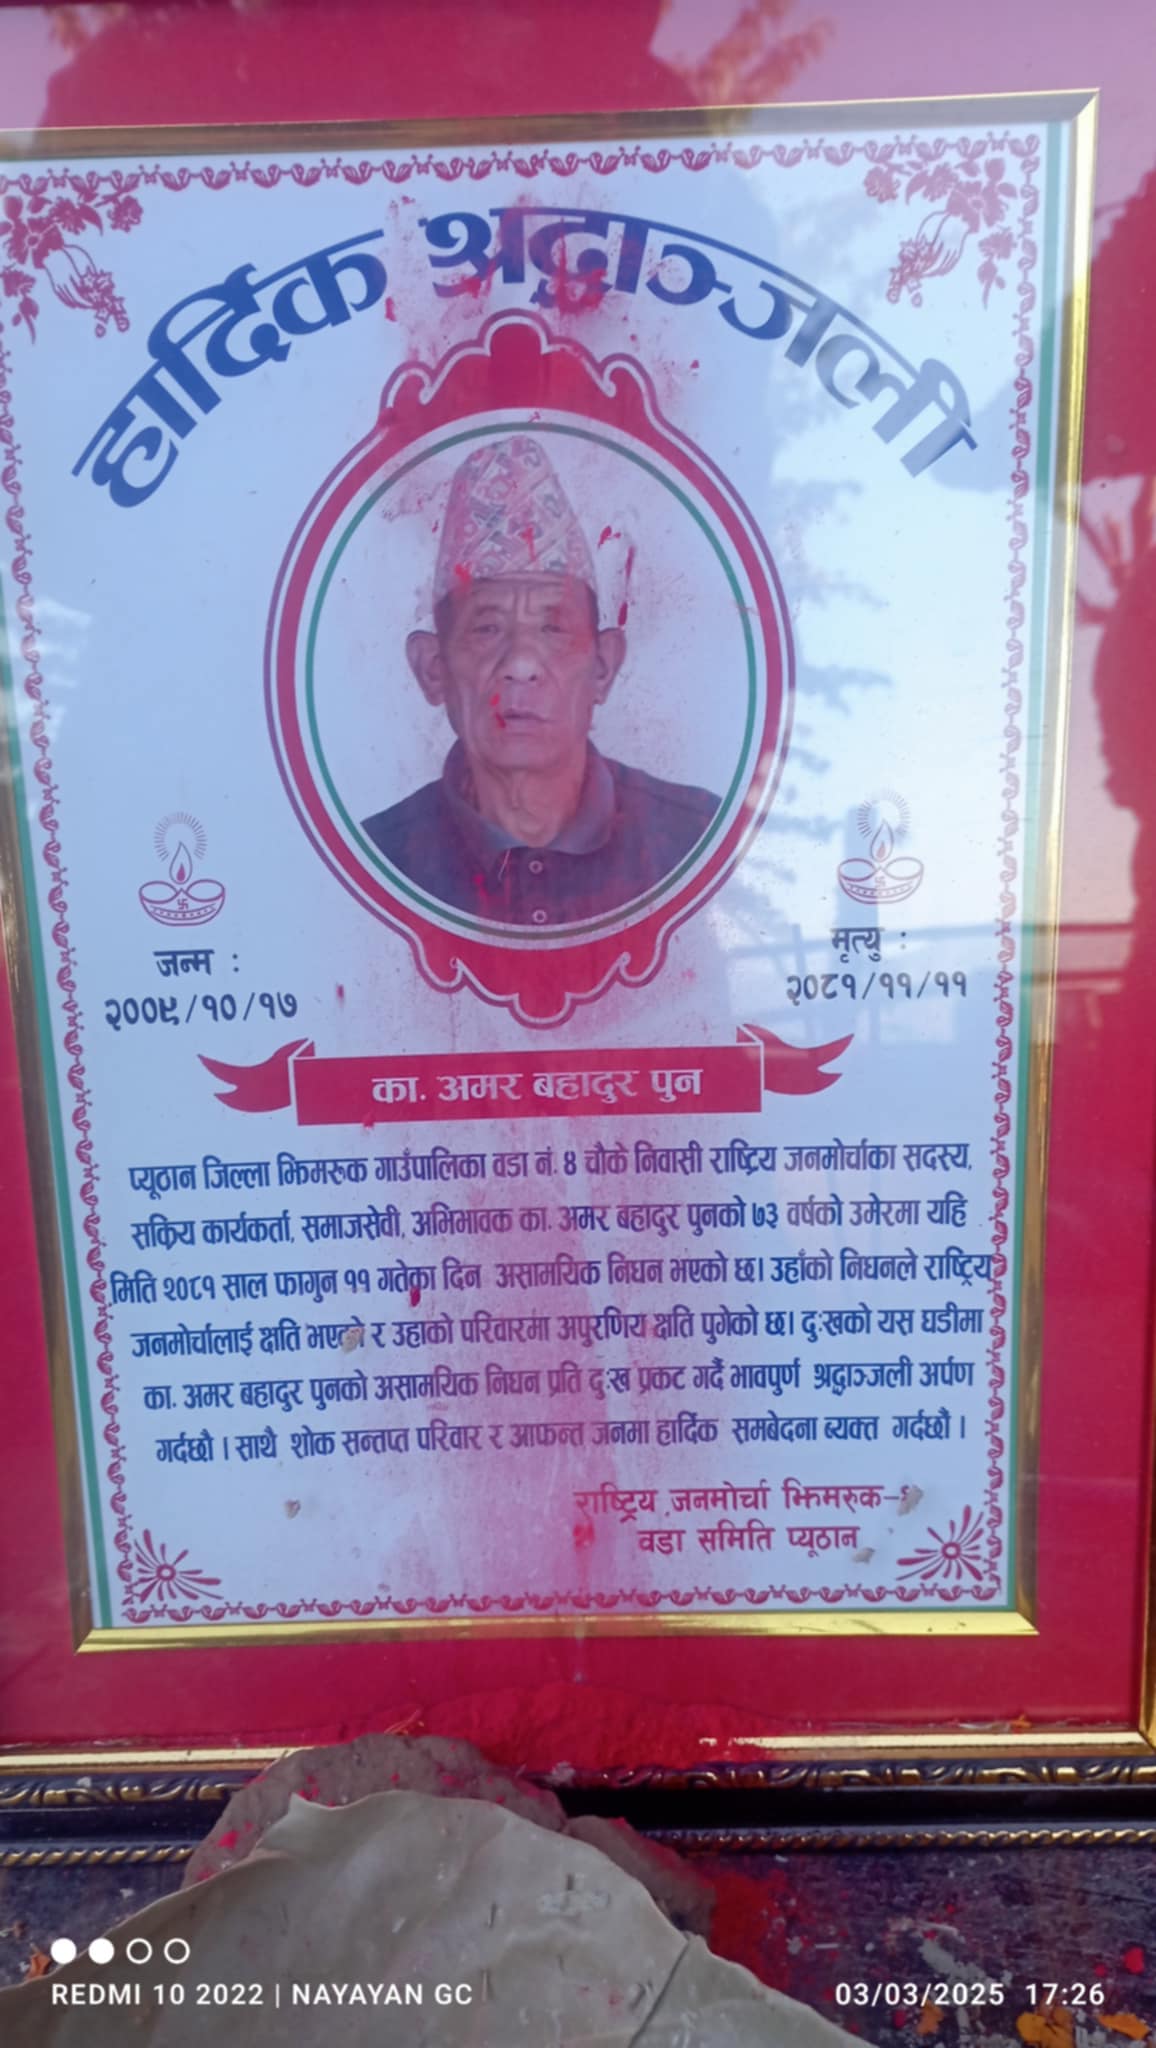 हार्दिक श्रद्धाञ्जली
जन्म :
२००९/१०/१७
मृत्यु :
२०८१/११/११
का. अमर बहादुर पुन
प्यूठान जिल्ला झिमरुक गाउँपालिका वडा नं. ४ चौके निवासी राष्ट्रिय जनमोर्चाका सदस्य,
सक्रिय कार्यकर्ता, समाजसेवी, अभिभावक का. अमर बहादुर पुनको ७३ वर्षको उमेरमा यहि
मिति २०८१ साल फागुन ११ गतेका दिन असामयिक निधन भएको छ। उहाँको निधनले राष्ट्रिय
जनमोर्चालाई क्षति भएको र उहाको परिवारमा अपुरणिय क्षति पुगेको छ। दुःखको यस घडीमा
का. अमर बहादुर पुनको असामयिक निधन प्रति दुःख प्रकट गर्दै भावपुर्ण श्रद्धाञ्जली अर्पण
गर्दछौ । साथै शोक सन्तप्त परिवार र आफन्त जनमा हार्दिक समबेदना ब्यक्त गर्दछौं ।
राष्ट्रिय जनमोर्चा झिमरुक-
वडा समिति प्यूठान
REDMI 10 2022 | NAYAYAN GC
03/03/2025 17:26